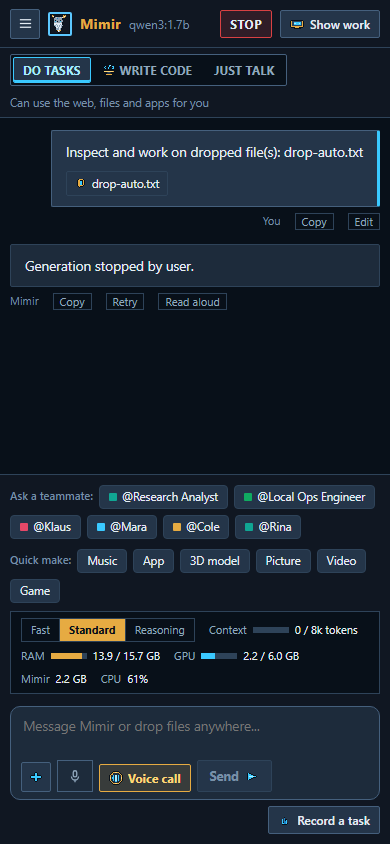 Mimir qwen3:1.7b STOP Show work
DO TASKS WRITE CODE JUST TALK
Can use the web, files and apps for you
Inspect and work on dropped file(s): drop-auto.txt
drop-auto.txt
You Copy Edit
Generation stopped by user.
Mimir Copy Retry Read aloud
Ask a teammate: @Research Analyst @Local Ops Engineer
@Klaus @Mara @Cole @Rina
Quick make: Music App 3D model Picture Video
Game
Fast Standard Reasoning Context 0 / 8k tokens
RAM 13.9 / 15.7 GB GPU 2.2 / 6.0 GB
Mimir 2.2 GB CPU 61%
Message Mimir or drop files anywhere...
+ Voice call Send
Record a task